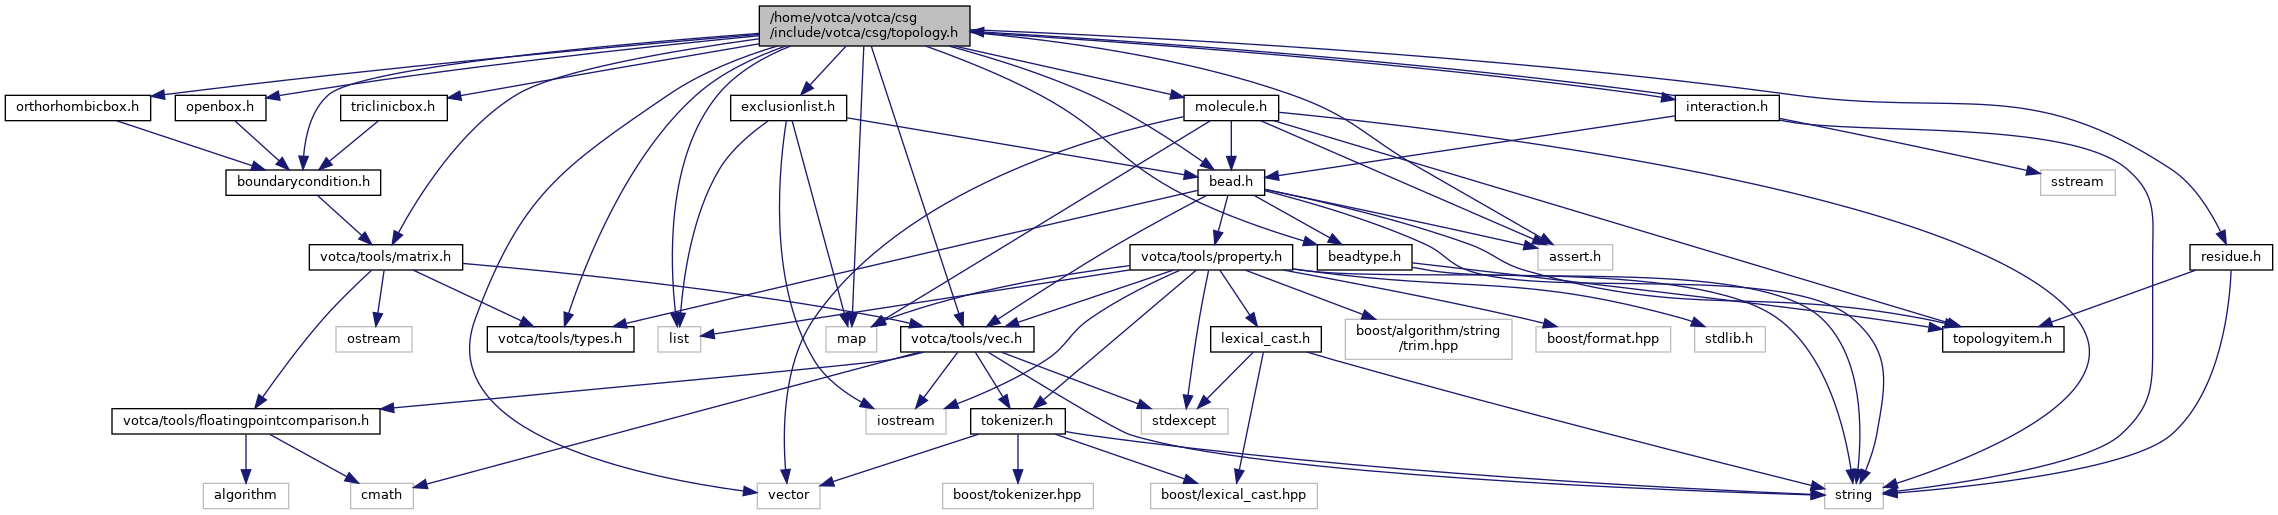 /home/votca/votca/csg
/include/votca/csg/topology.h
orthorhombicbox.h
openbox.h
triclinicbox.h
exclusionlist.h
molecule.h
interaction.h
boundarycondition.h
bead.h
sstream
votca/tools/matrix.h
votca/tools/property.h
beadtype.h
assert.h
residue.h
ostream
votca/tools/types.h
list
map
votca/tools/vec.h
lexical_cast.h
boost/algorithm/string
/trim.hpp
boost/format.hpp
stdlib.h
topologyitem.h
votca/tools/floatingpointcomparison.h
iostream
tokenizer.h
stdexcept
algorithm
cmath
vector
boost/tokenizer.hpp
boost/lexical_cast.hpp
string